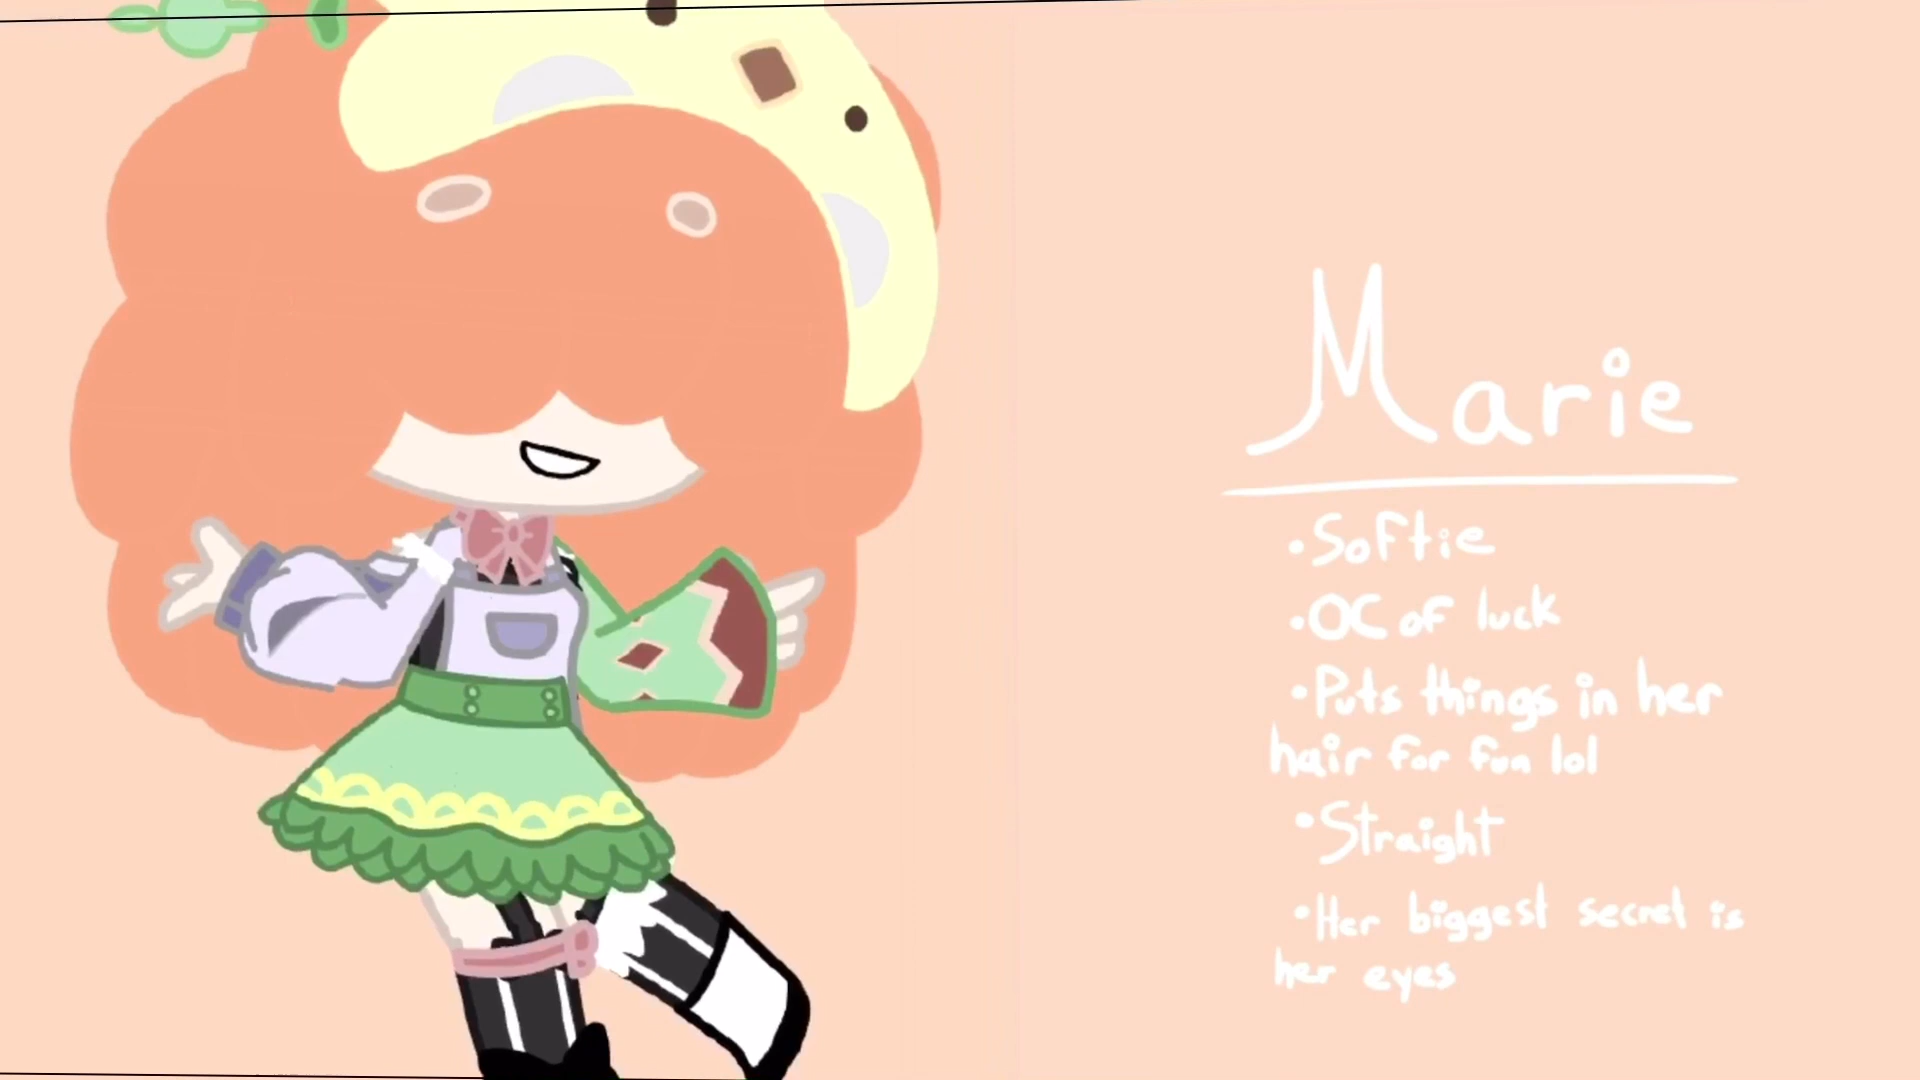 Marie
•Softie
•OC of luck
•Puts things in her
hair for fun lol
•Straight
•Her biggest secret is
her eyes